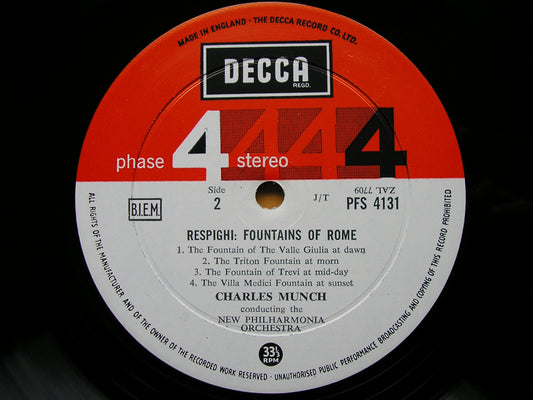 MADE IN ENGLAND · THE DECCA RECORD CO. LTD.
DECCA
REGD.
phase 4 stereo 4 4 4
Side
2
J/T
ZAL 7709
PFS 4131
B.I.E.M.
RESPIGHI: FOUNTAINS OF ROME
1. The Fountain of The Valle Giulia at dawn
2. The Triton Fountain at morn
3. The Fountain of Trevi at mid-day
4. The Villa Medici Fountain at sunset
CHARLES MUNCH
conducting the
NEW PHILHARMONIA
ORCHESTRA
33⅓
RPM
ALL RIGHTS OF THE MANUFACTURER AND OF THE OWNER OF THE RECORDED WORK RESERVED · UNAUTHORISED PUBLIC PERFORMANCE BROADCASTING AND COPYING OF THIS RECORD PROHIBITED